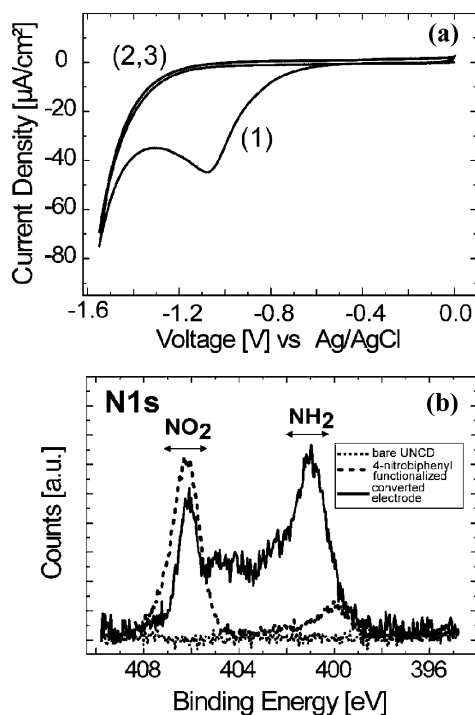 (a)
(2,3)
(1)
0
-20
-40
-60
-80
Current Density [µA/cm²]
-1.6
-1.2
-0.8
-0.4
0.0
Voltage [V] vs Ag/AgCl
N1s
(b)
NO₂
NH₂
bare UNCD
4-nitrobiphenyl
functionalized
converted
electrode
Counts [a.u.]
408
404
400
396
Binding Energy [eV]